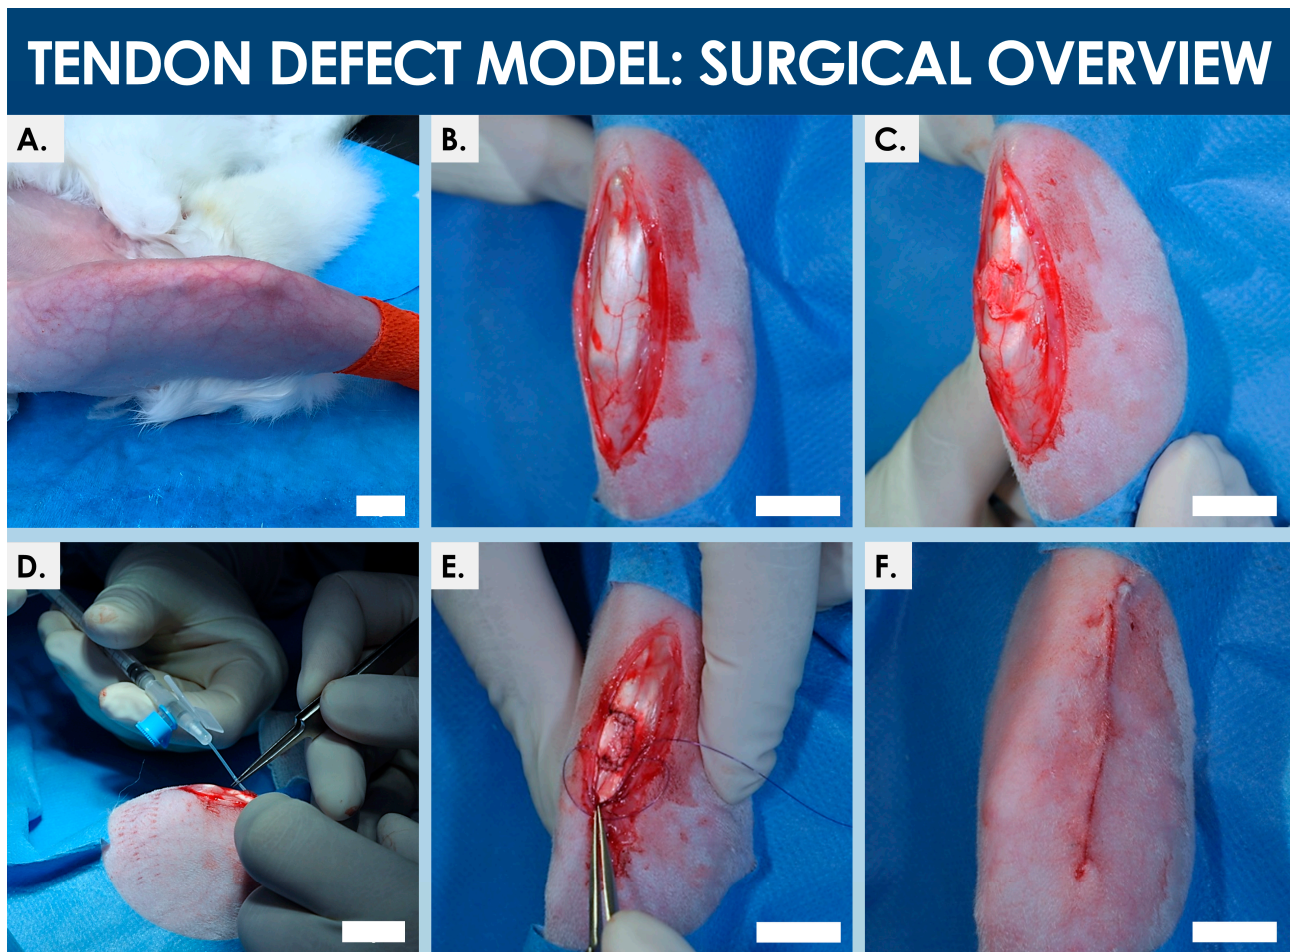 TENDON DEFECT MODEL: SURGICAL OVERVIEW
A.
B.
C.
D.
E.
F.